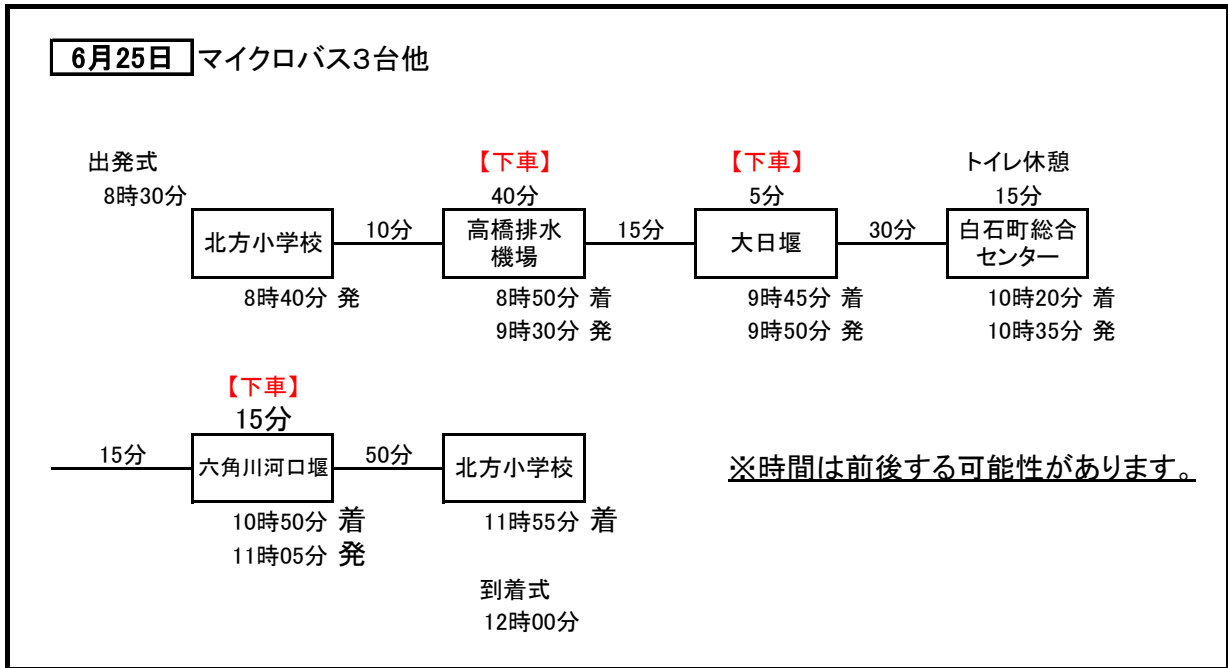 6月25日 マイクロバス3台他
出発式
8時30分
北方小学校
8時40分 発
10分
【下車】
40分
高橋排水
機場
8時50分 着
9時30分 発
15分
【下車】
5分
大日堰
9時45分 着
9時50分 発
30分
トイレ休憩
15分
白石町総合
センター
10時20分 着
10時35分 発
15分
【下車】
15分
六角川河口堰
10時50分 着
11時05分 発
50分
北方小学校
11時55分 着
到着式
12時00分
※時間は前後する可能性があります。